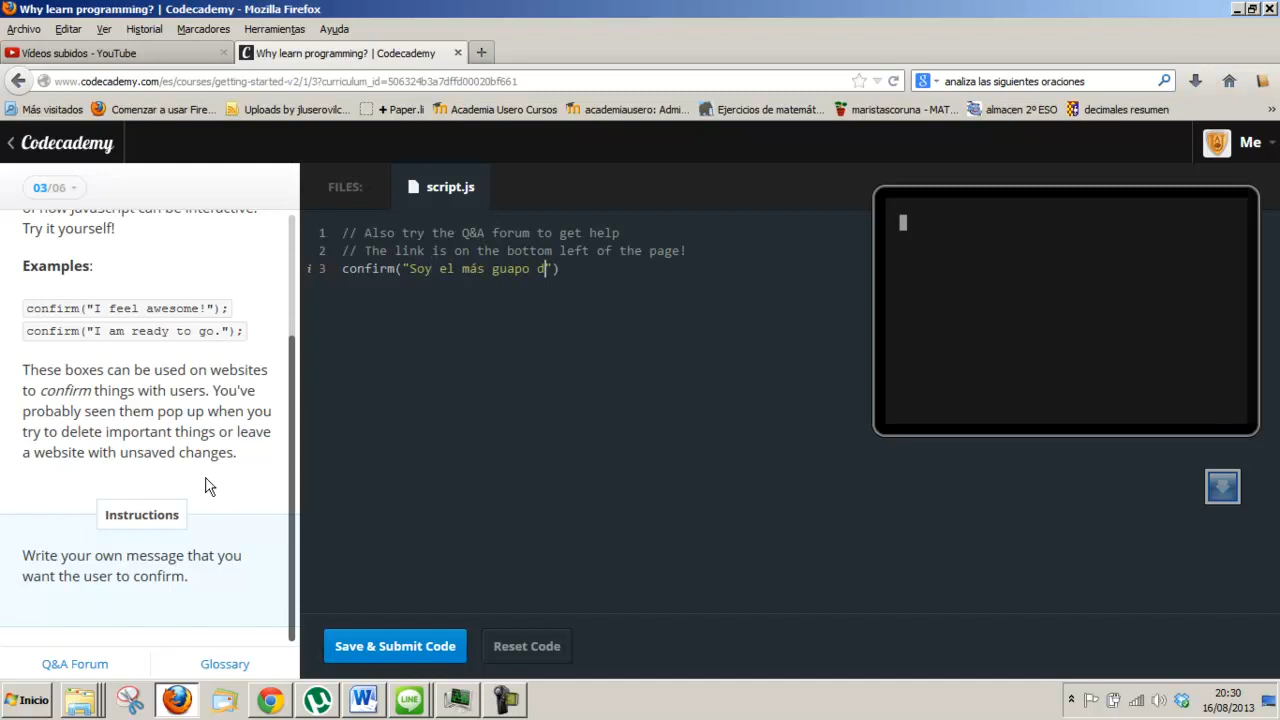 Why learn programming? | Codecademy - Mozilla Firefox
Archivo Editar Ver Historial Marcadores Herramientas Ayuda
Vídeos subidos - YouTube Why learn programming? | Codecademy
www.codecademy.com/es/courses/getting-started-v2/1/3?curriculum_id=506324b3a7dffd00020bf661 analiza las siguientes oraciones
Más visitados Comenzar a usar Fire... Uploads by jluserovilc... + Paper.li Academia Usero Cursos academiausero: Admi... Ejercicios de matemát... maristascoruna - MAT... almacen 2º ESO decimales resumen
Codecademy Me
03/06 FILES: script.js
of how JavaScript can be interactive.
Try it yourself!
Examples:
confirm("I feel awesome!");
confirm("I am ready to go.");
These boxes can be used on websites
to confirm things with users. You've
probably seen them pop up when you
try to delete important things or leave
a website with unsaved changes.
Instructions
Write your own message that you
want the user to confirm.
Q&A Forum Glossary
1 // Also try the Q&A forum to get help
2 // The link is on the bottom left of the page!
i 3 confirm("Soy el más guapo d")
Save & Submit Code Reset Code
Inicio LINE 20:30
16/08/2013